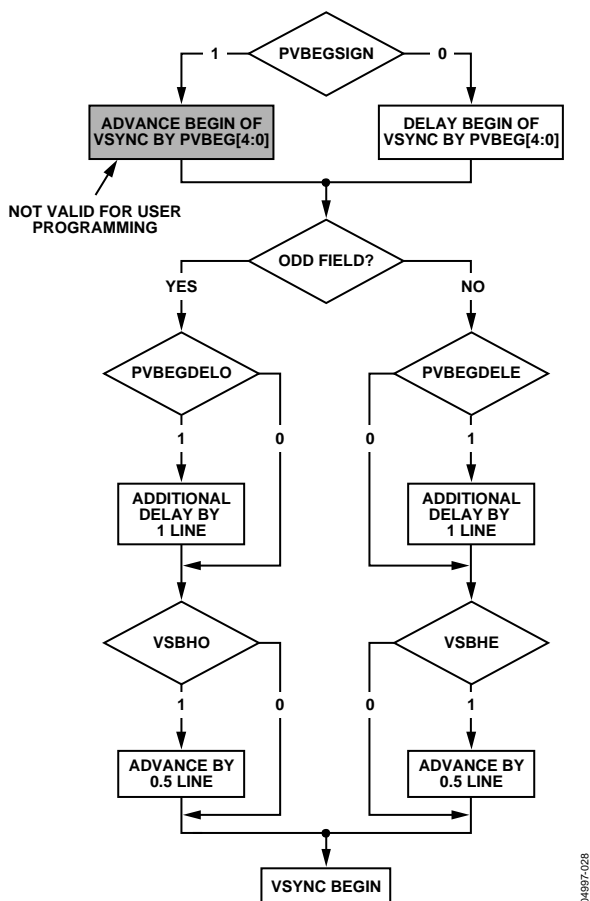 PVBEGSIGN
1
0
ADVANCE BEGIN OF
VSYNC BY PVBEG[4:0]
DELAY BEGIN OF
VSYNC BY PVBEG[4:0]
NOT VALID FOR USER
PROGRAMMING
ODD FIELD?
YES
NO
PVBEGDELO
PVBEGDELE
1
0
0
1
ADDITIONAL
DELAY BY
1 LINE
ADDITIONAL
DELAY BY
1 LINE
VSBHO
VSBHE
1
0
0
1
ADVANCE BY
0.5 LINE
ADVANCE BY
0.5 LINE
VSYNC BEGIN
04997-028